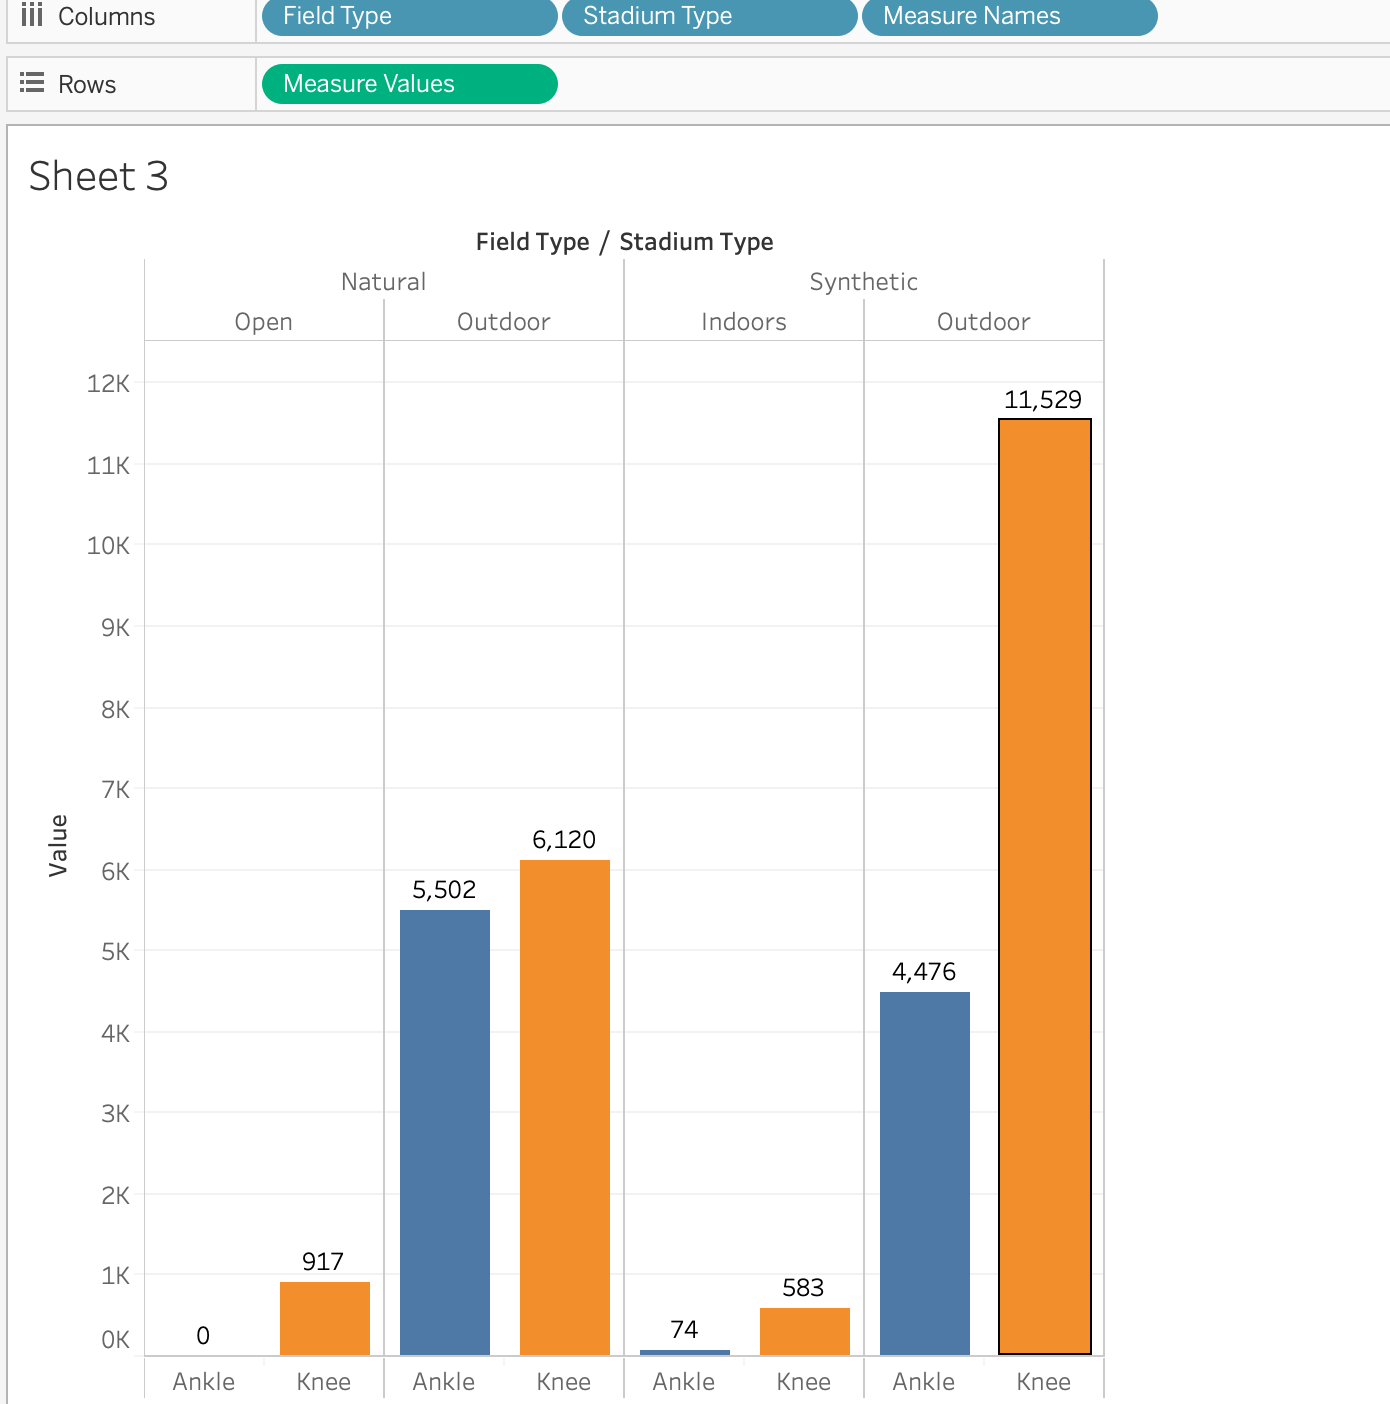 Columns Field Type Stadium Type Measure Names
Rows Measure Values
Sheet 3
Field Type / Stadium Type
Natural Synthetic
Open Outdoor Indoors Outdoor
12K
11,529
11K
10K
9K
8K
7K
Value
6,120
6K
5,502
5K
4,476
4K
3K
2K
917
1K
583
74
0K
0
Ankle Knee Ankle Knee Ankle Knee Ankle Knee